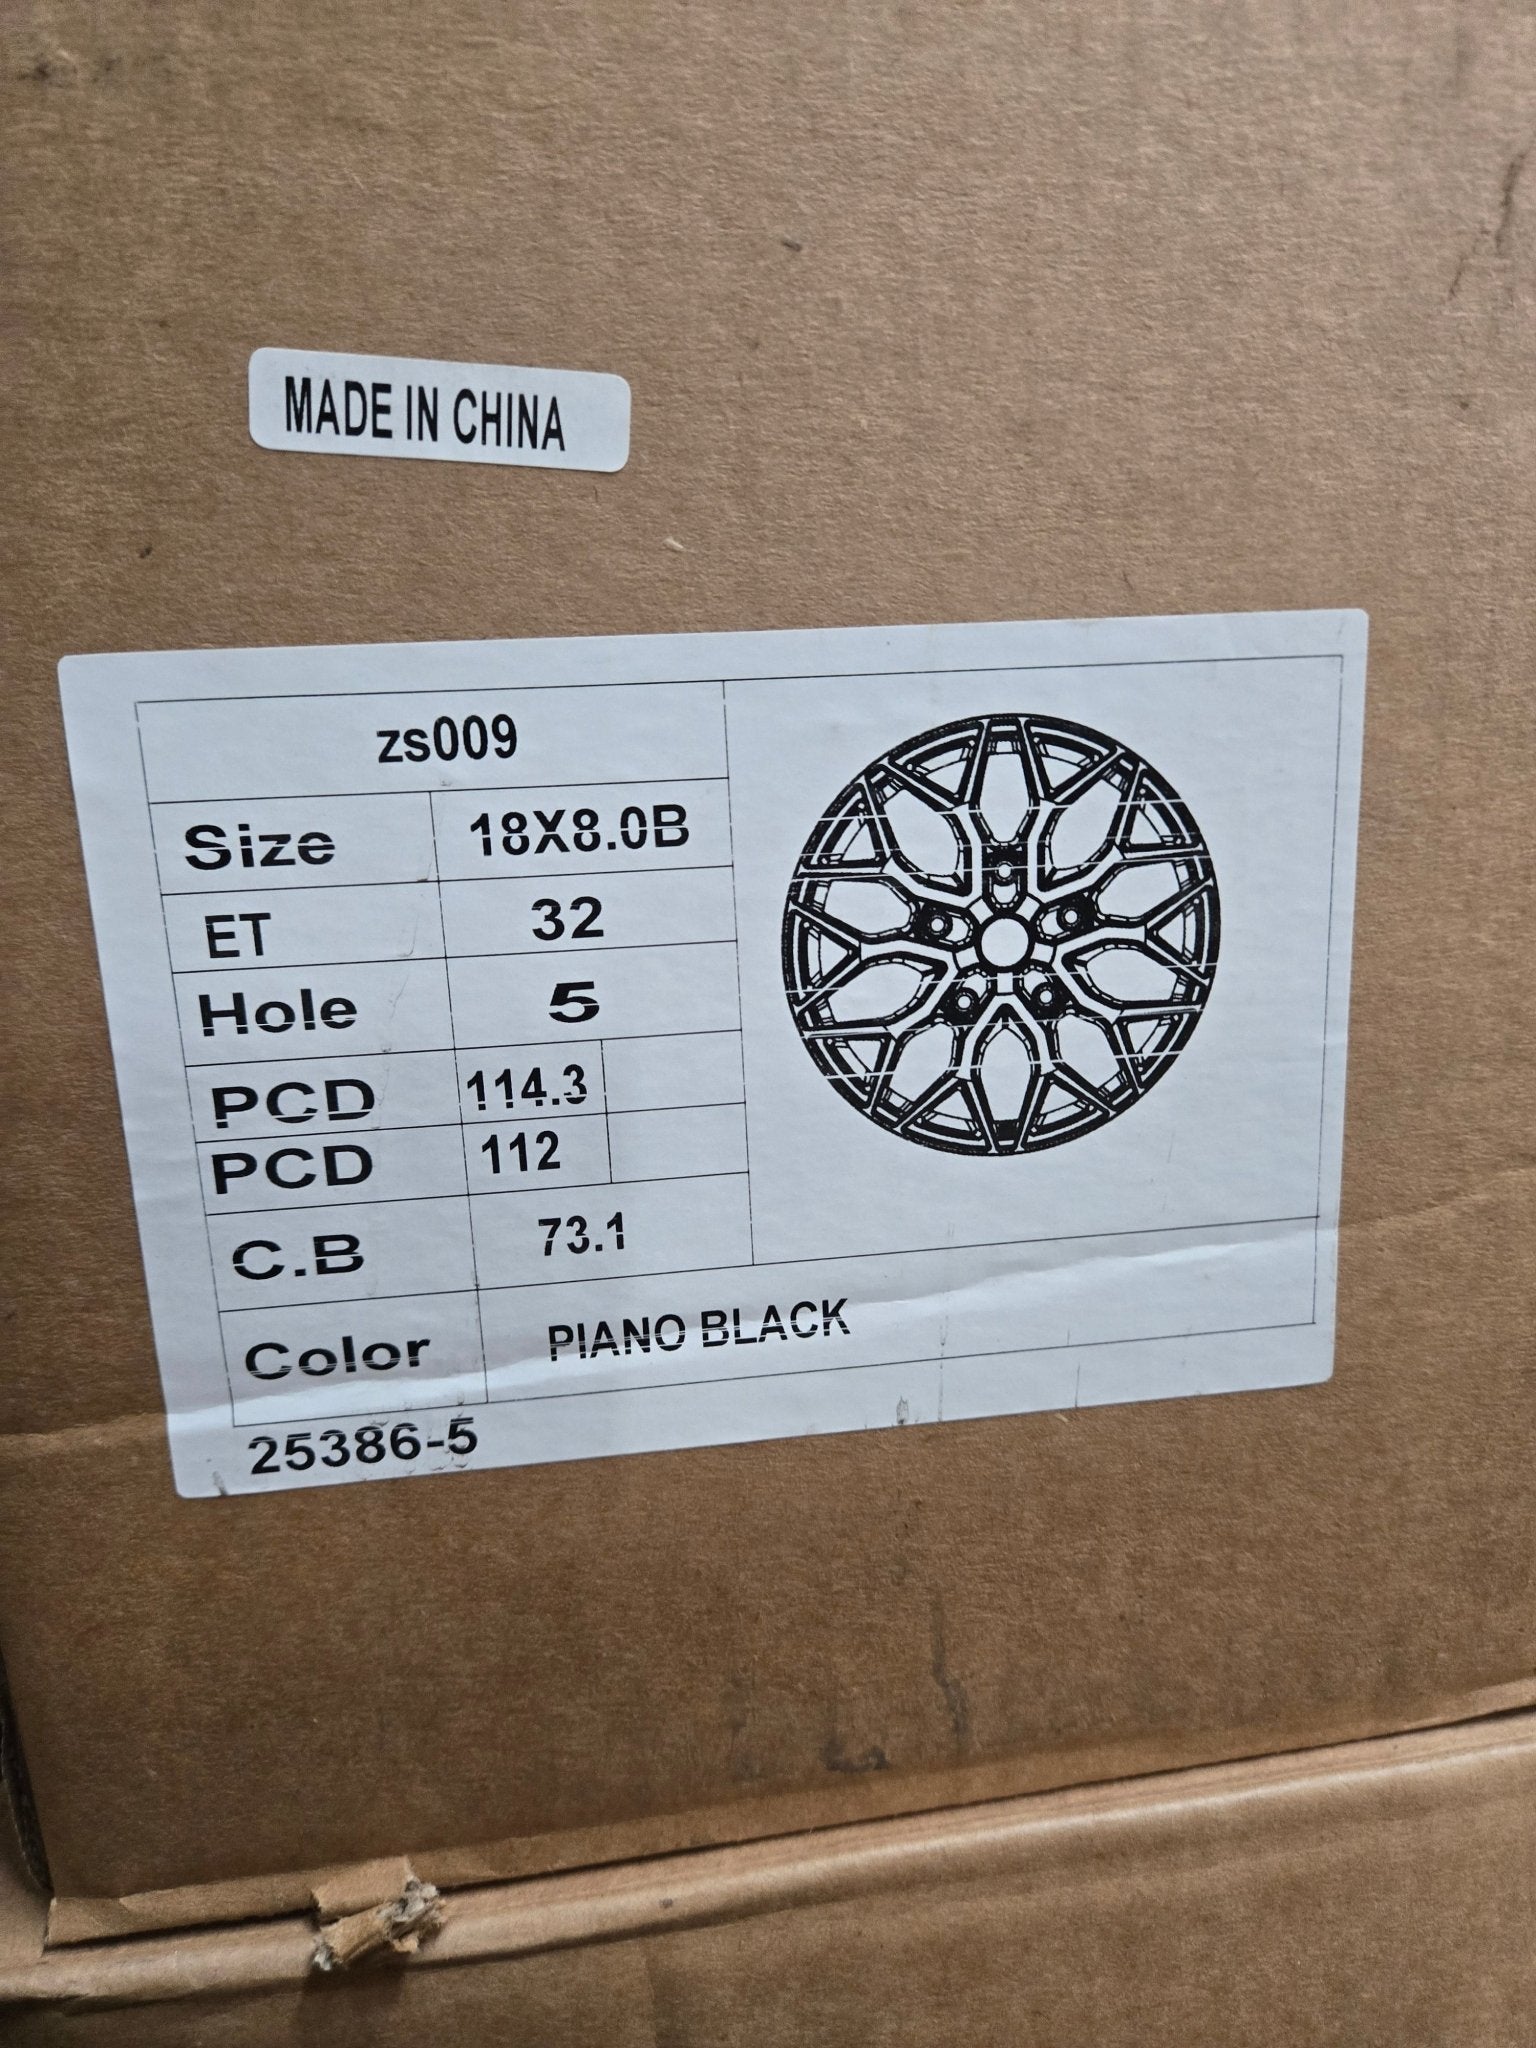 MADE IN CHINA
zs009
Size 18X8.0B
ET 32
Hole 5
PCD 114.3
PCD 112
C.B 73.1
Color PIANO BLACK
25386-5